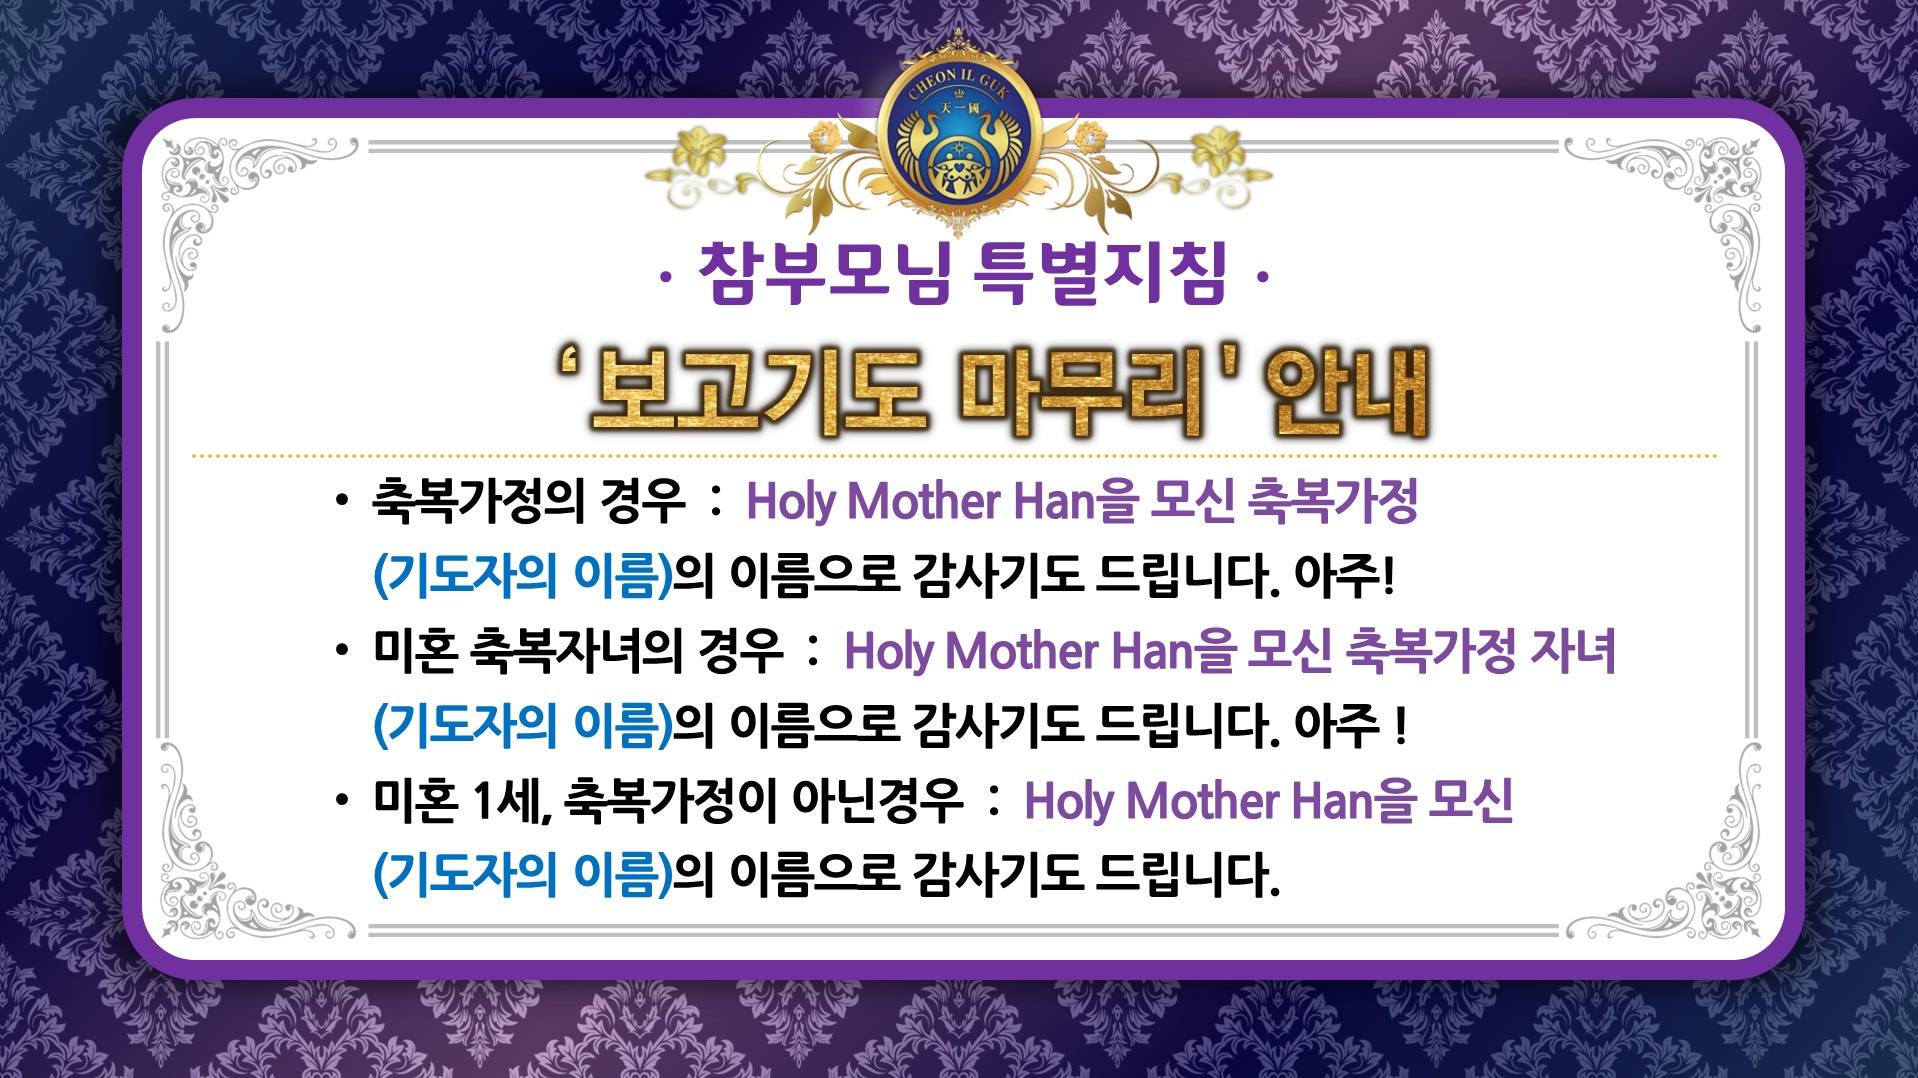 CHEON IL GUK
天一國
· 참부모님 특별지침 ·
‘보고기도 마무리' 안내
• 축복가정의 경우 : Holy Mother Han을 모신 축복가정
(기도자의 이름)의 이름으로 감사기도 드립니다. 아주!
• 미혼 축복자녀의 경우 : Holy Mother Han을 모신 축복가정 자녀
(기도자의 이름)의 이름으로 감사기도 드립니다. 아주 !
• 미혼 1세, 축복가정이 아닌경우 : Holy Mother Han을 모신
(기도자의 이름)의 이름으로 감사기도 드립니다.